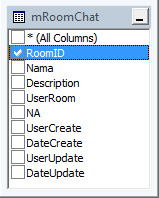 mRoomChat
* (All Columns)
RoomID
Nama
Description
UserRoom
NA
UserCreate
DateCreate
UserUpdate
DateUpdate